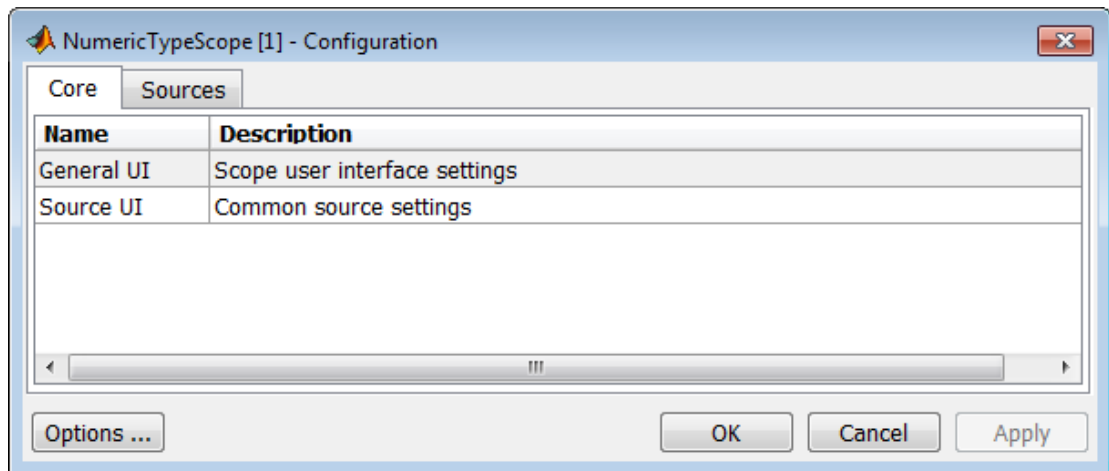 NumericTypeScope [1] - Configuration
Core Sources
Name Description
General UI Scope user interface settings
Source UI Common source settings
Options ... OK Cancel Apply